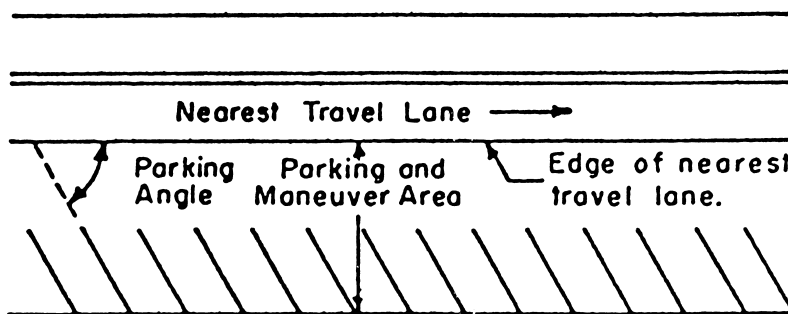 Nearest Travel Lane
Parking
Angle
Parking and
Maneuver Area
Edge of nearest
travel lane.